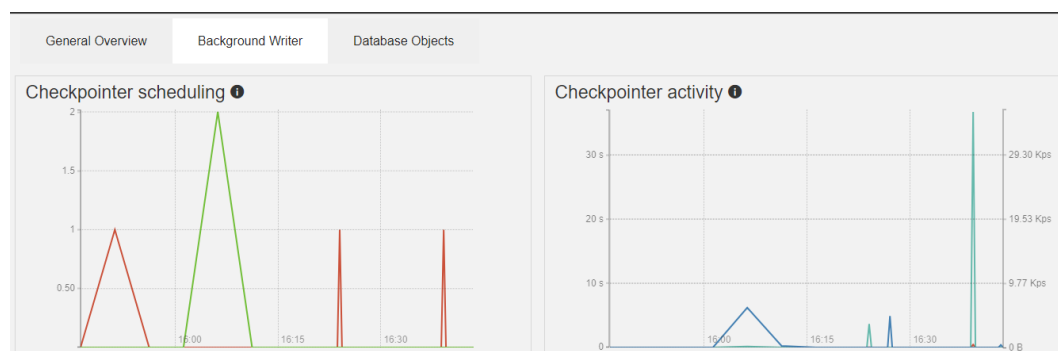 General Overview
Background Writer
Database Objects
Checkpointer scheduling
2
1.5
1
0.50
16:00
16:15
16:30
Checkpointer activity
30 s
20 s
10 s
0
29.30 Kps
19.53 Kps
9.77 Kps
0 B
16:00
16:15
16:30